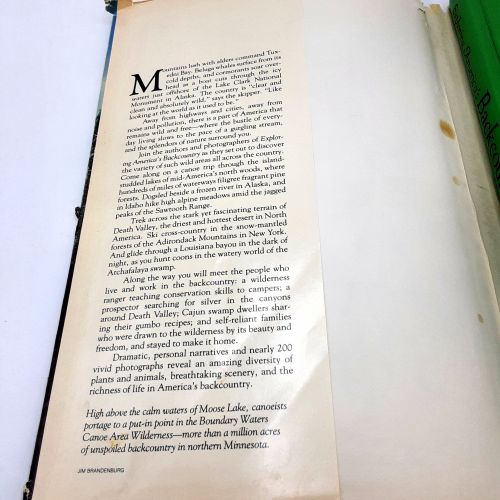 Mountains lush with alders command Tux-
edni Bay. Beluga whales surface from its
cold depths, and cormorants soar over-
head as a boat cuts through the icy
waters just offshore of the Lake Clark National
Monument in Alaska. The country is "clear and
clean and absolutely wild," says the skipper. "Like
looking at the world as it used to be."
Away from highways and cities, away from
noise and pollution, there is a part of America that
remains wild and free—where the bustle of every-
day living slows to the pace of a gurgling stream,
and the splendors of nature surround you.
Join the authors and photographers of Explor-
ing America's Backcountry as they set out to discover
the variety of such wild areas all across the country.
Come along on a canoe trip through the island-
studded lakes of mid-America's north woods, where
hundreds of miles of waterways filigree fragrant pine
forests. Dogsled beside a frozen river in Alaska, and
in Idaho hike high alpine meadows amid the jagged
peaks of the Sawtooth Range.
Trek across the stark yet fascinating terrain of
Death Valley, the driest and hottest desert in North
America. Ski cross-country in the snow-mantled
forests of the Adirondack Mountains in New York.
And glide through a Louisiana bayou in the dark of
night, as you hunt coons in the watery world of the
Atchafalaya swamp.
Along the way you will meet the people who
live and work in the backcountry: a wilderness
ranger teaching conservation skills to campers; a
prospector searching for silver in the canyons
around Death Valley; Cajun swamp dwellers shar-
ing their gumbo recipes; and self-reliant families
who were drawn to the wilderness by its beauty and
freedom, and stayed to make it home.
Dramatic, personal narratives and nearly 200
vivid photographs reveal an amazing diversity of
plants and animals, breathtaking scenery, and the
richness of life in America's backcountry.
High above the calm waters of Moose Lake, canoeists
portage to a put-in point in the Boundary Waters
Canoe Area Wilderness—more than a million acres
of unspoiled backcountry in northern Minnesota.
JIM BRANDENBURG